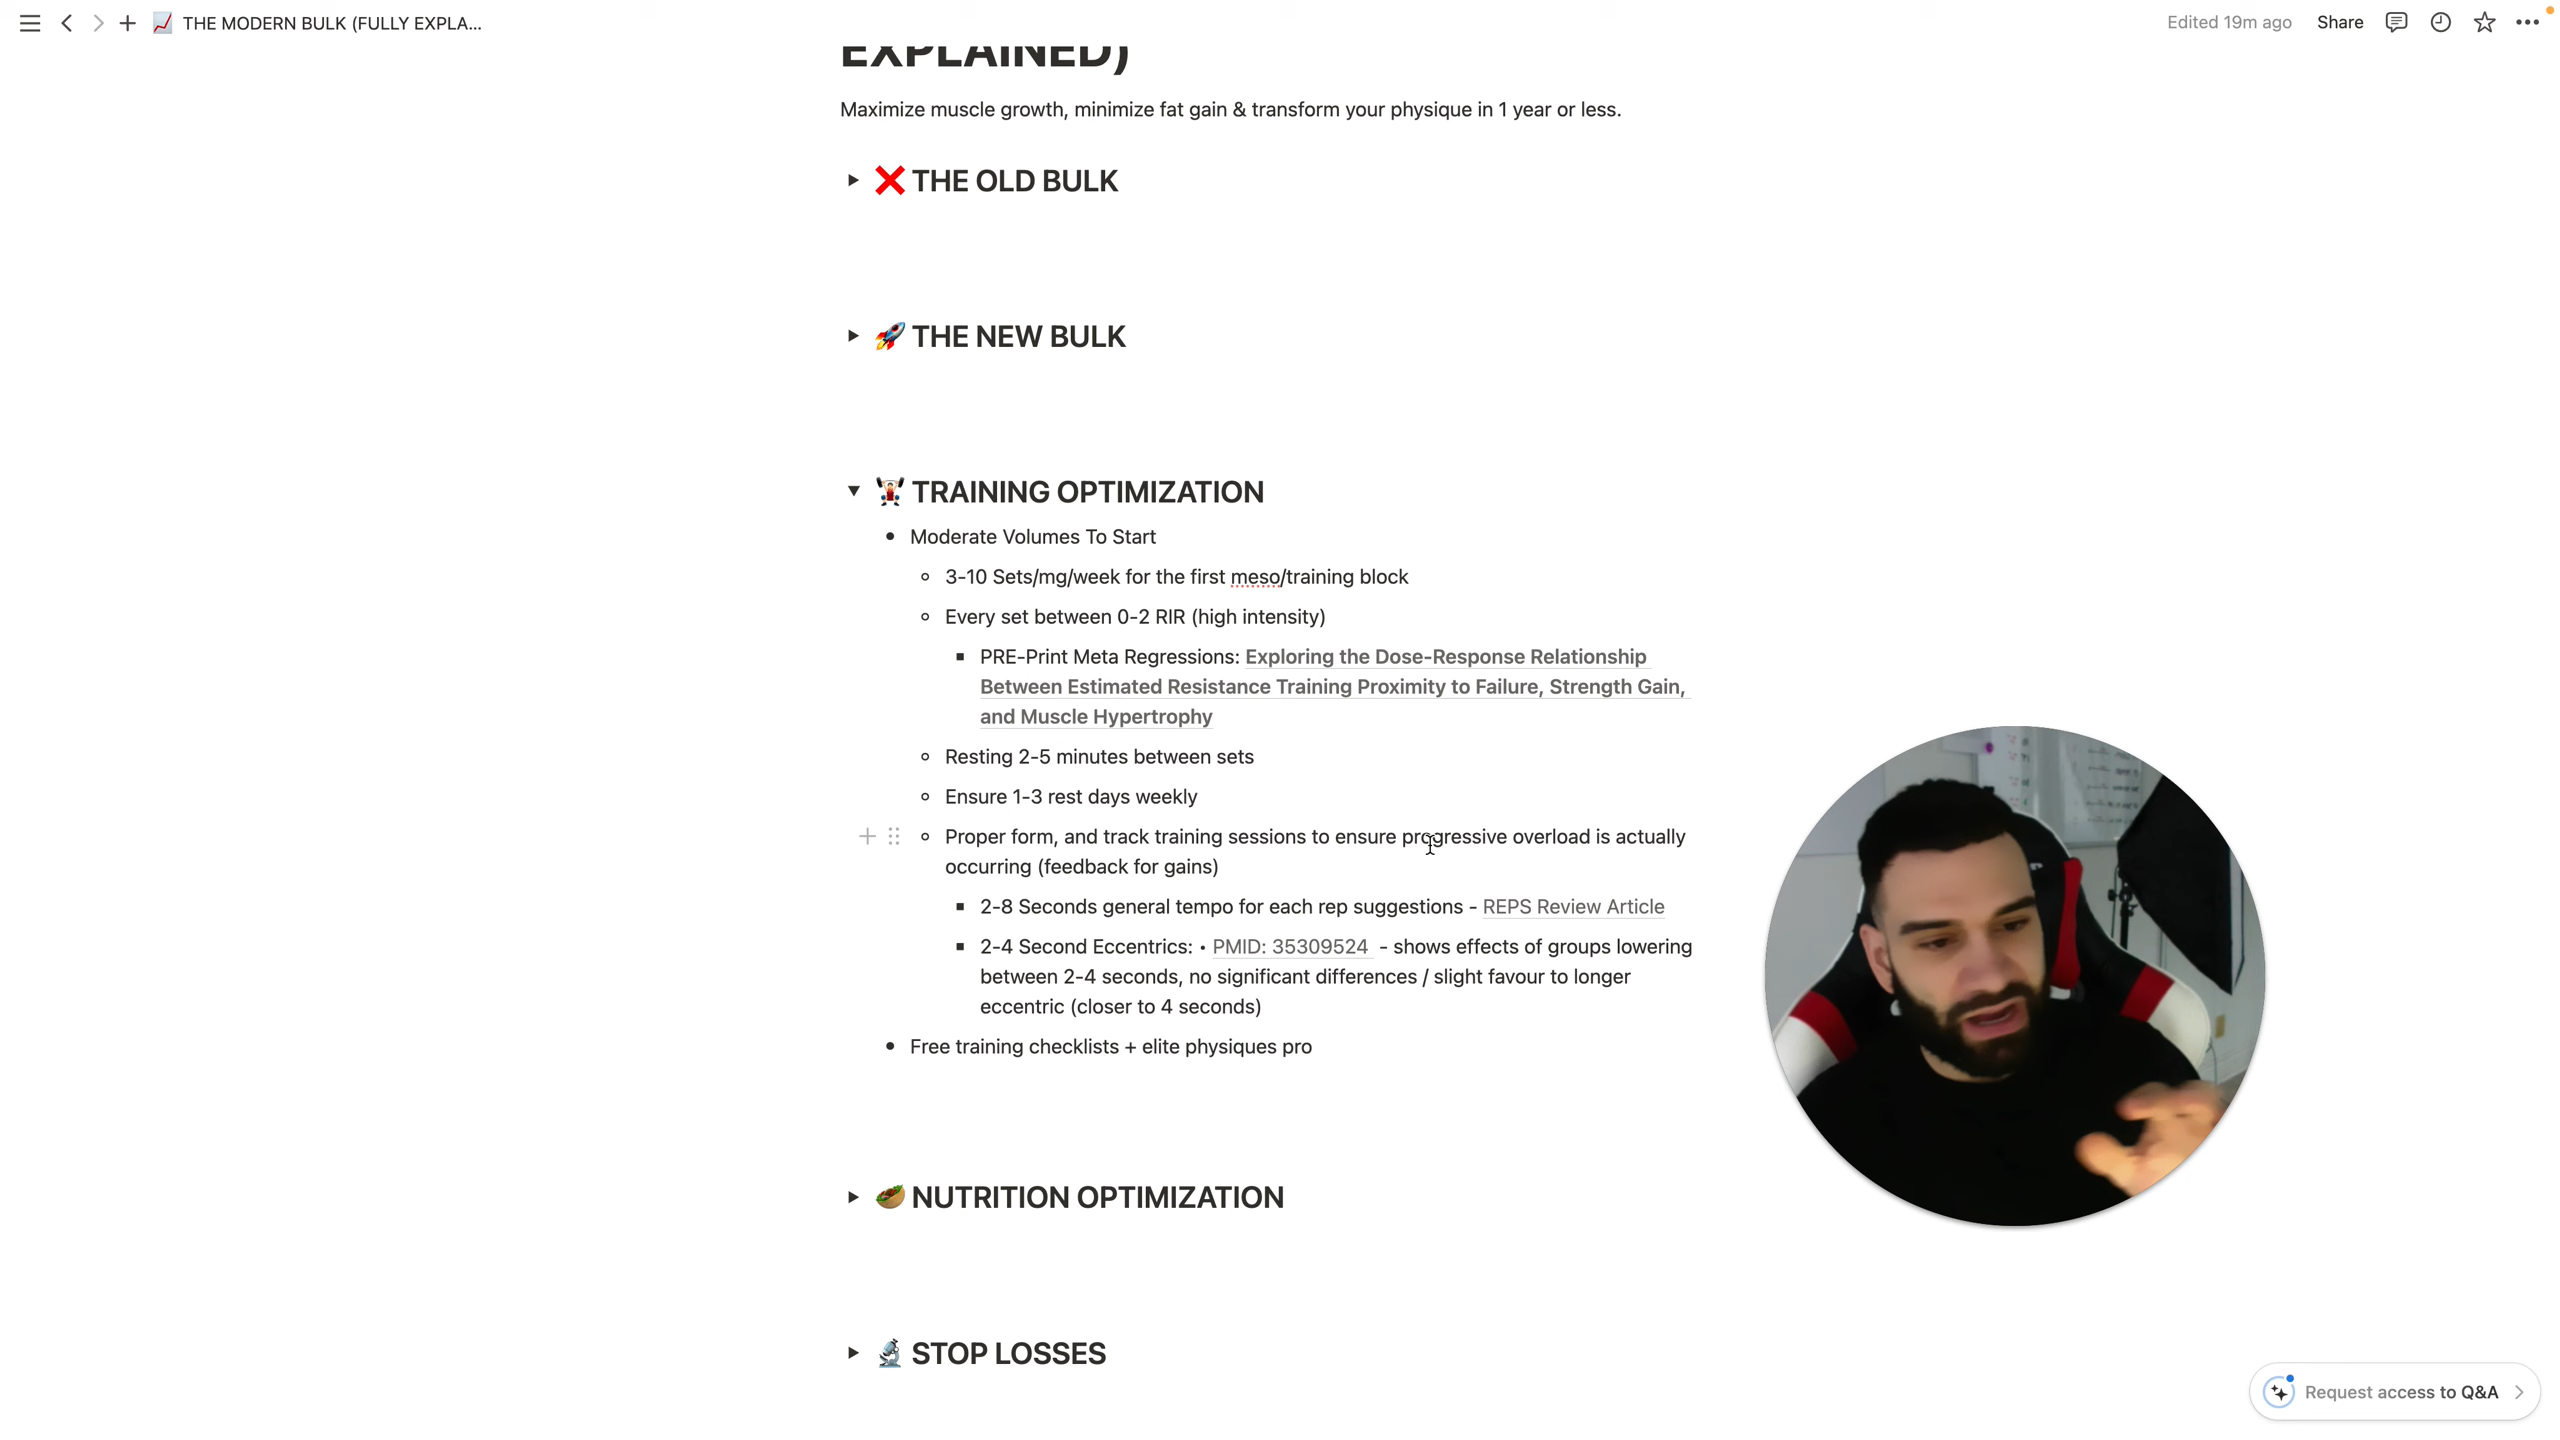 THE MODERN BULK (FULLY EXPLA...
Edited 19m ago
Share
EXPLAINED)
Maximize muscle growth, minimize fat gain & transform your physique in 1 year or less.
❌ THE OLD BULK
🚀 THE NEW BULK
🏋🏻 TRAINING OPTIMIZATION
• Moderate Volumes To Start
◦ 3-10 Sets/mg/week for the first meso/training block
◦ Every set between 0-2 RIR (high intensity)
▪ PRE-Print Meta Regressions: Exploring the Dose-Response Relationship
Between Estimated Resistance Training Proximity to Failure, Strength Gain,
and Muscle Hypertrophy
◦ Resting 2-5 minutes between sets
◦ Ensure 1-3 rest days weekly
◦ Proper form, and track training sessions to ensure progressive overload is actually
occurring (feedback for gains)
▪ 2-8 Seconds general tempo for each rep suggestions - REPS Review Article
▪ 2-4 Second Eccentrics: • PMID: 35309524 - shows effects of groups lowering
between 2-4 seconds, no significant differences / slight favour to longer
eccentric (closer to 4 seconds)
• Free training checklists + elite physiques pro
🥙 NUTRITION OPTIMIZATION
🔬 STOP LOSSES
Request access to Q&A